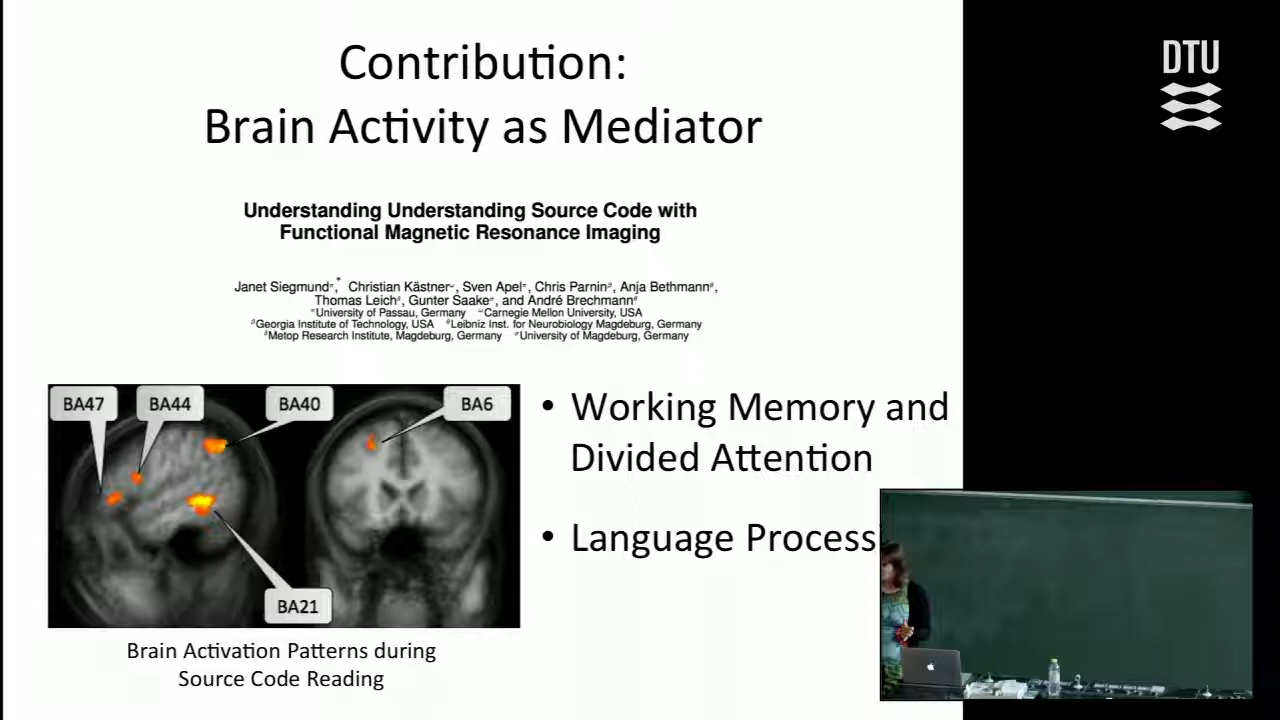 Contribution:
Brain Activity as Mediator
DTU
Understanding Understanding Source Code with
Functional Magnetic Resonance Imaging
Janet Siegmund, Christian Kästner, Sven Apel, Chris Parnin, Anja Bethmann,
Thomas Leich, Gunter Saake, and André Brechmann
University of Passau, Germany Carnegie Mellon University, USA
Georgia Institute of Technology, USA Leibniz Inst. for Neurobiology Magdeburg, Germany
Metop Research Institute, Magdeburg, Germany University of Magdeburg, Germany
BA47 BA44 BA40 BA6
BA21
Brain Activation Patterns during
Source Code Reading
• Working Memory and
Divided Attention
• Language Process